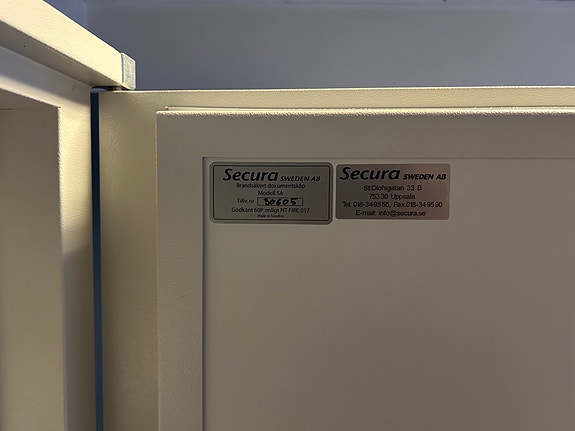 Secura SWEDEN AB
Brandsäkert dokumentskåp
Modell SA
Tillv.nr 30605
Godkänt 60P enligt NT FIRE 017
Made in Sweden
Secura SWEDEN AB
St:Olofsgatan 33 B
753 30 Uppsala
Tel. 018-349555, Fax.018-349590
E-mail: info@secura.se